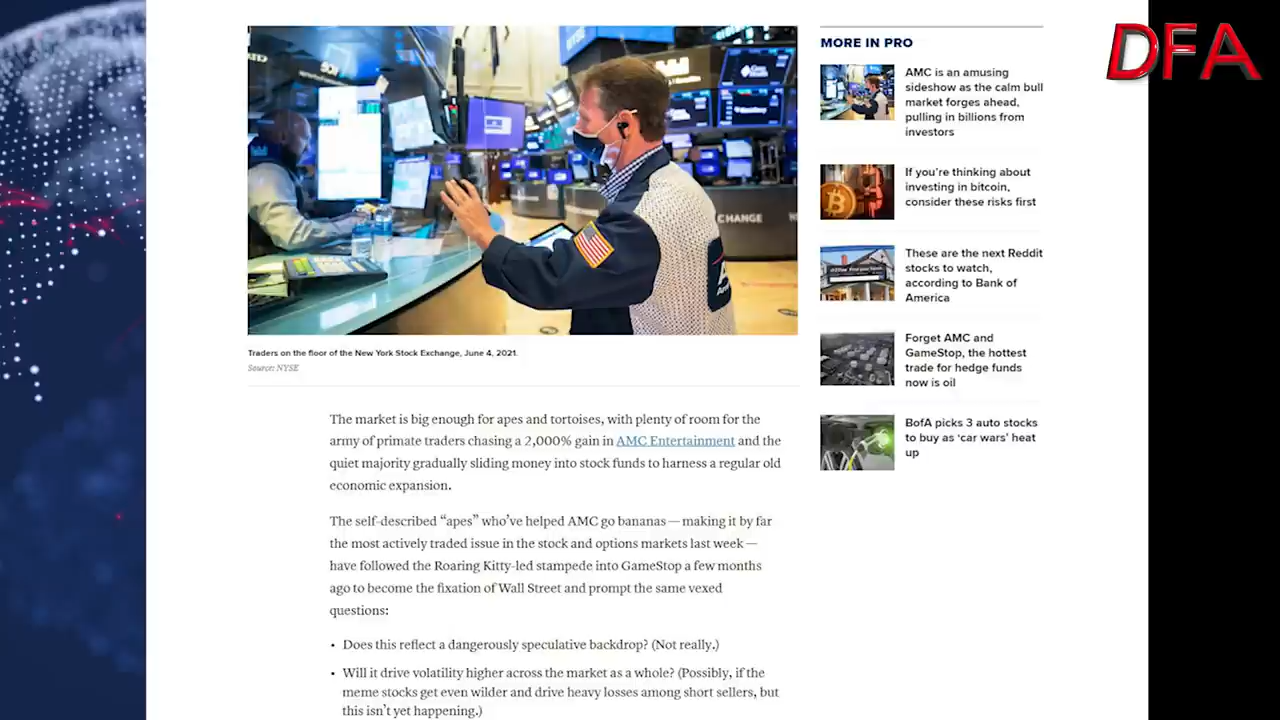 DFA
CHANGE
Traders on the floor of the New York Stock Exchange, June 4, 2021.
Source: NYSE
The market is big enough for apes and tortoises, with plenty of room for the
army of primate traders chasing a 2,000% gain in AMC Entertainment and the
quiet majority gradually sliding money into stock funds to harness a regular old
economic expansion.
The self-described “apes” who’ve helped AMC go bananas — making it by far
the most actively traded issue in the stock and options markets last week —
have followed the Roaring Kitty-led stampede into GameStop a few months
ago to become the fixation of Wall Street and prompt the same vexed
questions:
• Does this reflect a dangerously speculative backdrop? (Not really.)
• Will it drive volatility higher across the market as a whole? (Possibly, if the
meme stocks get even wilder and drive heavy losses among short sellers, but
this isn’t yet happening.)
MORE IN PRO
AMC is an amusing
sideshow as the calm bull
market forges ahead,
pulling in billions from
investors
If you’re thinking about
investing in bitcoin,
consider these risks first
These are the next Reddit
stocks to watch,
according to Bank of
America
Forget AMC and
GameStop, the hottest
trade for hedge funds
now is oil
BofA picks 3 auto stocks
to buy as ‘car wars’ heat
up